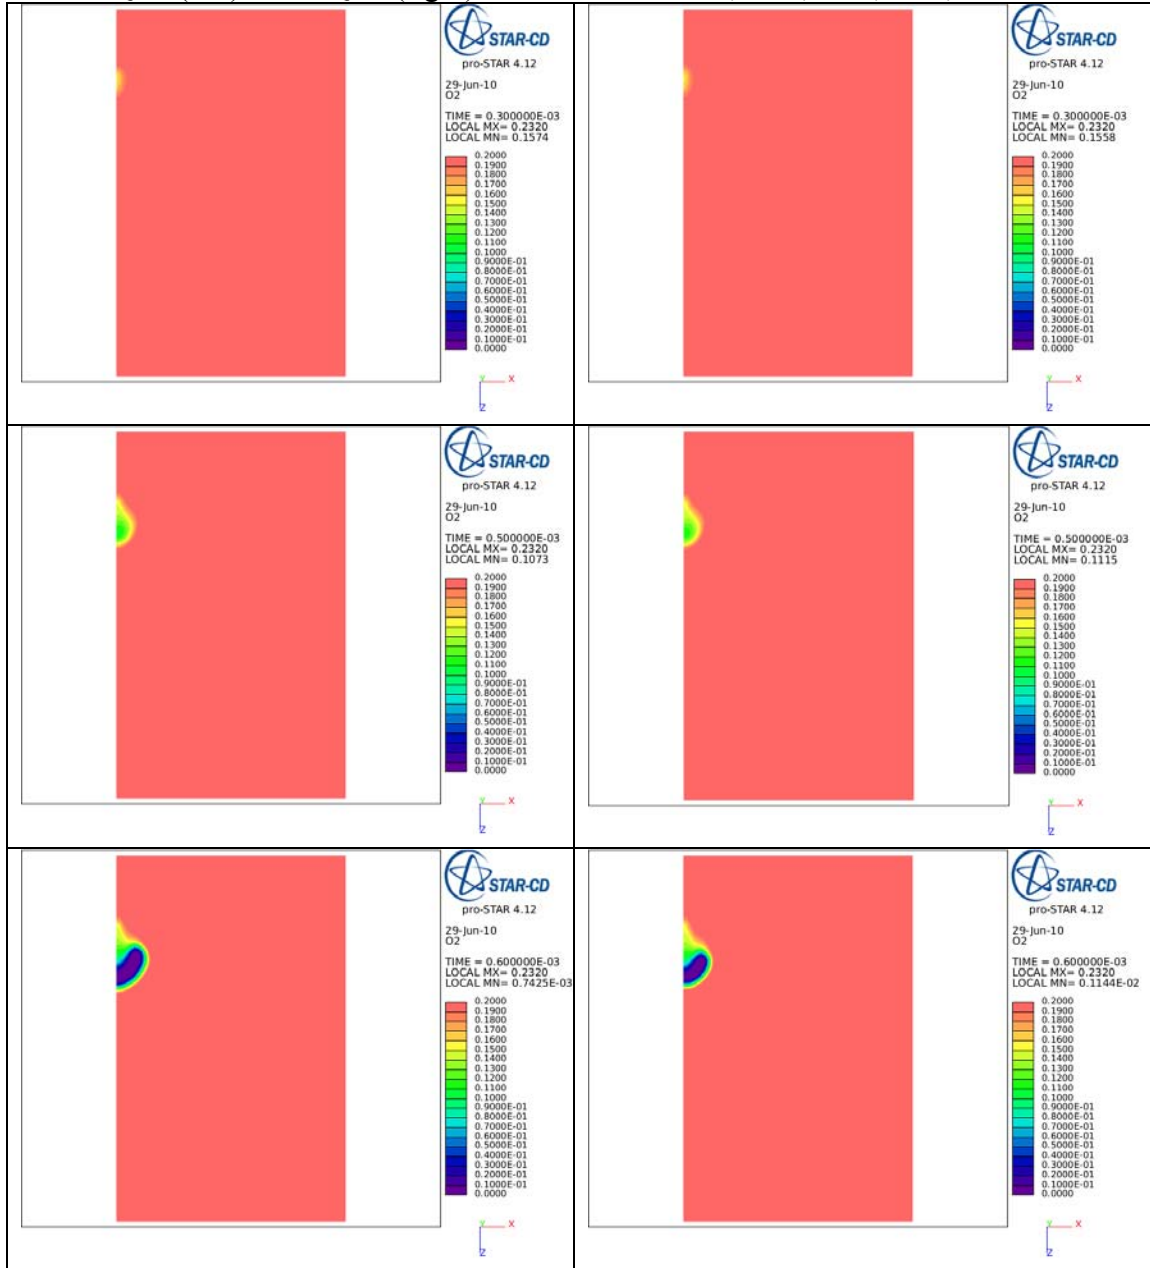 STAR-CD
pro-STAR 4.12
29-Jun-10
O2
TIME = 0.300000E-03
LOCAL MX= 0.2320
LOCAL MN= 0.1574
0.2000
0.1900
0.1800
0.1700
0.1600
0.1500
0.1400
0.1300
0.1200
0.1100
0.1000
0.9000E-01
0.8000E-01
0.7000E-01
0.6000E-01
0.5000E-01
0.4000E-01
0.3000E-01
0.2000E-01
0.1000E-01
0.0000
Y X
Z
STAR-CD
pro-STAR 4.12
29-Jun-10
O2
TIME = 0.300000E-03
LOCAL MX= 0.2320
LOCAL MN= 0.1558
0.2000
0.1900
0.1800
0.1700
0.1600
0.1500
0.1400
0.1300
0.1200
0.1100
0.1000
0.9000E-01
0.8000E-01
0.7000E-01
0.6000E-01
0.5000E-01
0.4000E-01
0.3000E-01
0.2000E-01
0.1000E-01
0.0000
Y X
Z
STAR-CD
pro-STAR 4.12
29-Jun-10
O2
TIME = 0.500000E-03
LOCAL MX= 0.2320
LOCAL MN= 0.1073
0.2000
0.1900
0.1800
0.1700
0.1600
0.1500
0.1400
0.1300
0.1200
0.1100
0.1000
0.9000E-01
0.8000E-01
0.7000E-01
0.6000E-01
0.5000E-01
0.4000E-01
0.3000E-01
0.2000E-01
0.1000E-01
0.0000
Y X
Z
STAR-CD
pro-STAR 4.12
29-Jun-10
O2
TIME = 0.500000E-03
LOCAL MX= 0.2320
LOCAL MN= 0.1115
0.2000
0.1900
0.1800
0.1700
0.1600
0.1500
0.1400
0.1300
0.1200
0.1100
0.1000
0.9000E-01
0.8000E-01
0.7000E-01
0.6000E-01
0.5000E-01
0.4000E-01
0.3000E-01
0.2000E-01
0.1000E-01
0.0000
Y X
Z
STAR-CD
pro-STAR 4.12
29-Jun-10
O2
TIME = 0.600000E-03
LOCAL MX= 0.2320
LOCAL MN= 0.7425E-03
0.2000
0.1900
0.1800
0.1700
0.1600
0.1500
0.1400
0.1300
0.1200
0.1100
0.1000
0.9000E-01
0.8000E-01
0.7000E-01
0.6000E-01
0.5000E-01
0.4000E-01
0.3000E-01
0.2000E-01
0.1000E-01
0.0000
Y X
Z
STAR-CD
pro-STAR 4.12
29-Jun-10
O2
TIME = 0.600000E-03
LOCAL MX= 0.2320
LOCAL MN= 0.1144E-02
0.2000
0.1900
0.1800
0.1700
0.1600
0.1500
0.1400
0.1300
0.1200
0.1100
0.1000
0.9000E-01
0.8000E-01
0.7000E-01
0.6000E-01
0.5000E-01
0.4000E-01
0.3000E-01
0.2000E-01
0.1000E-01
0.0000
Y X
Z